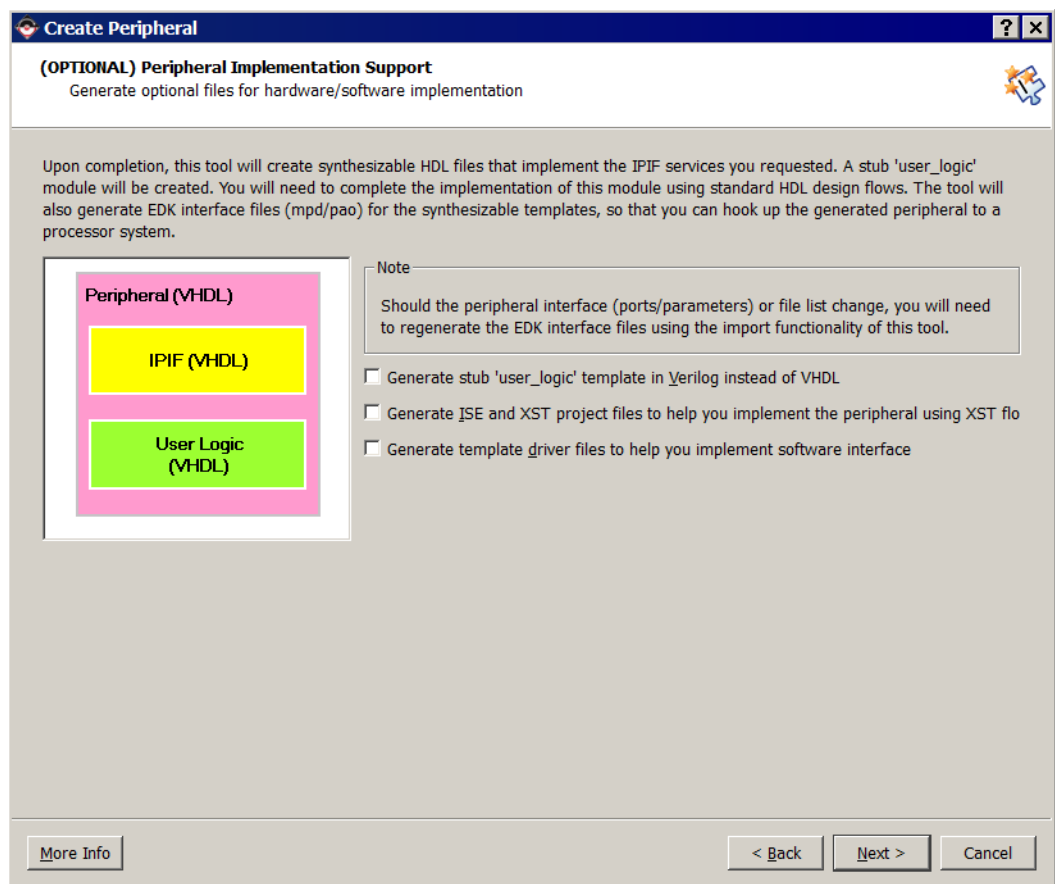 Create Peripheral
(OPTIONAL) Peripheral Implementation Support
Generate optional files for hardware/software implementation
Upon completion, this tool will create synthesizable HDL files that implement the IPIF services you requested. A stub 'user_logic'
module will be created. You will need to complete the implementation of this module using standard HDL design flows. The tool will
also generate EDK interface files (mpd/pao) for the synthesizable templates, so that you can hook up the generated peripheral to a
processor system.
Peripheral (VHDL)
IPIF (VHDL)
User Logic
(VHDL)
Note
Should the peripheral interface (ports/parameters) or file list change, you will need
to regenerate the EDK interface files using the import functionality of this tool.
Generate stub 'user_logic' template in Verilog instead of VHDL
Generate ISE and XST project files to help you implement the peripheral using XST flo
Generate template driver files to help you implement software interface
More Info
< Back
Next >
Cancel